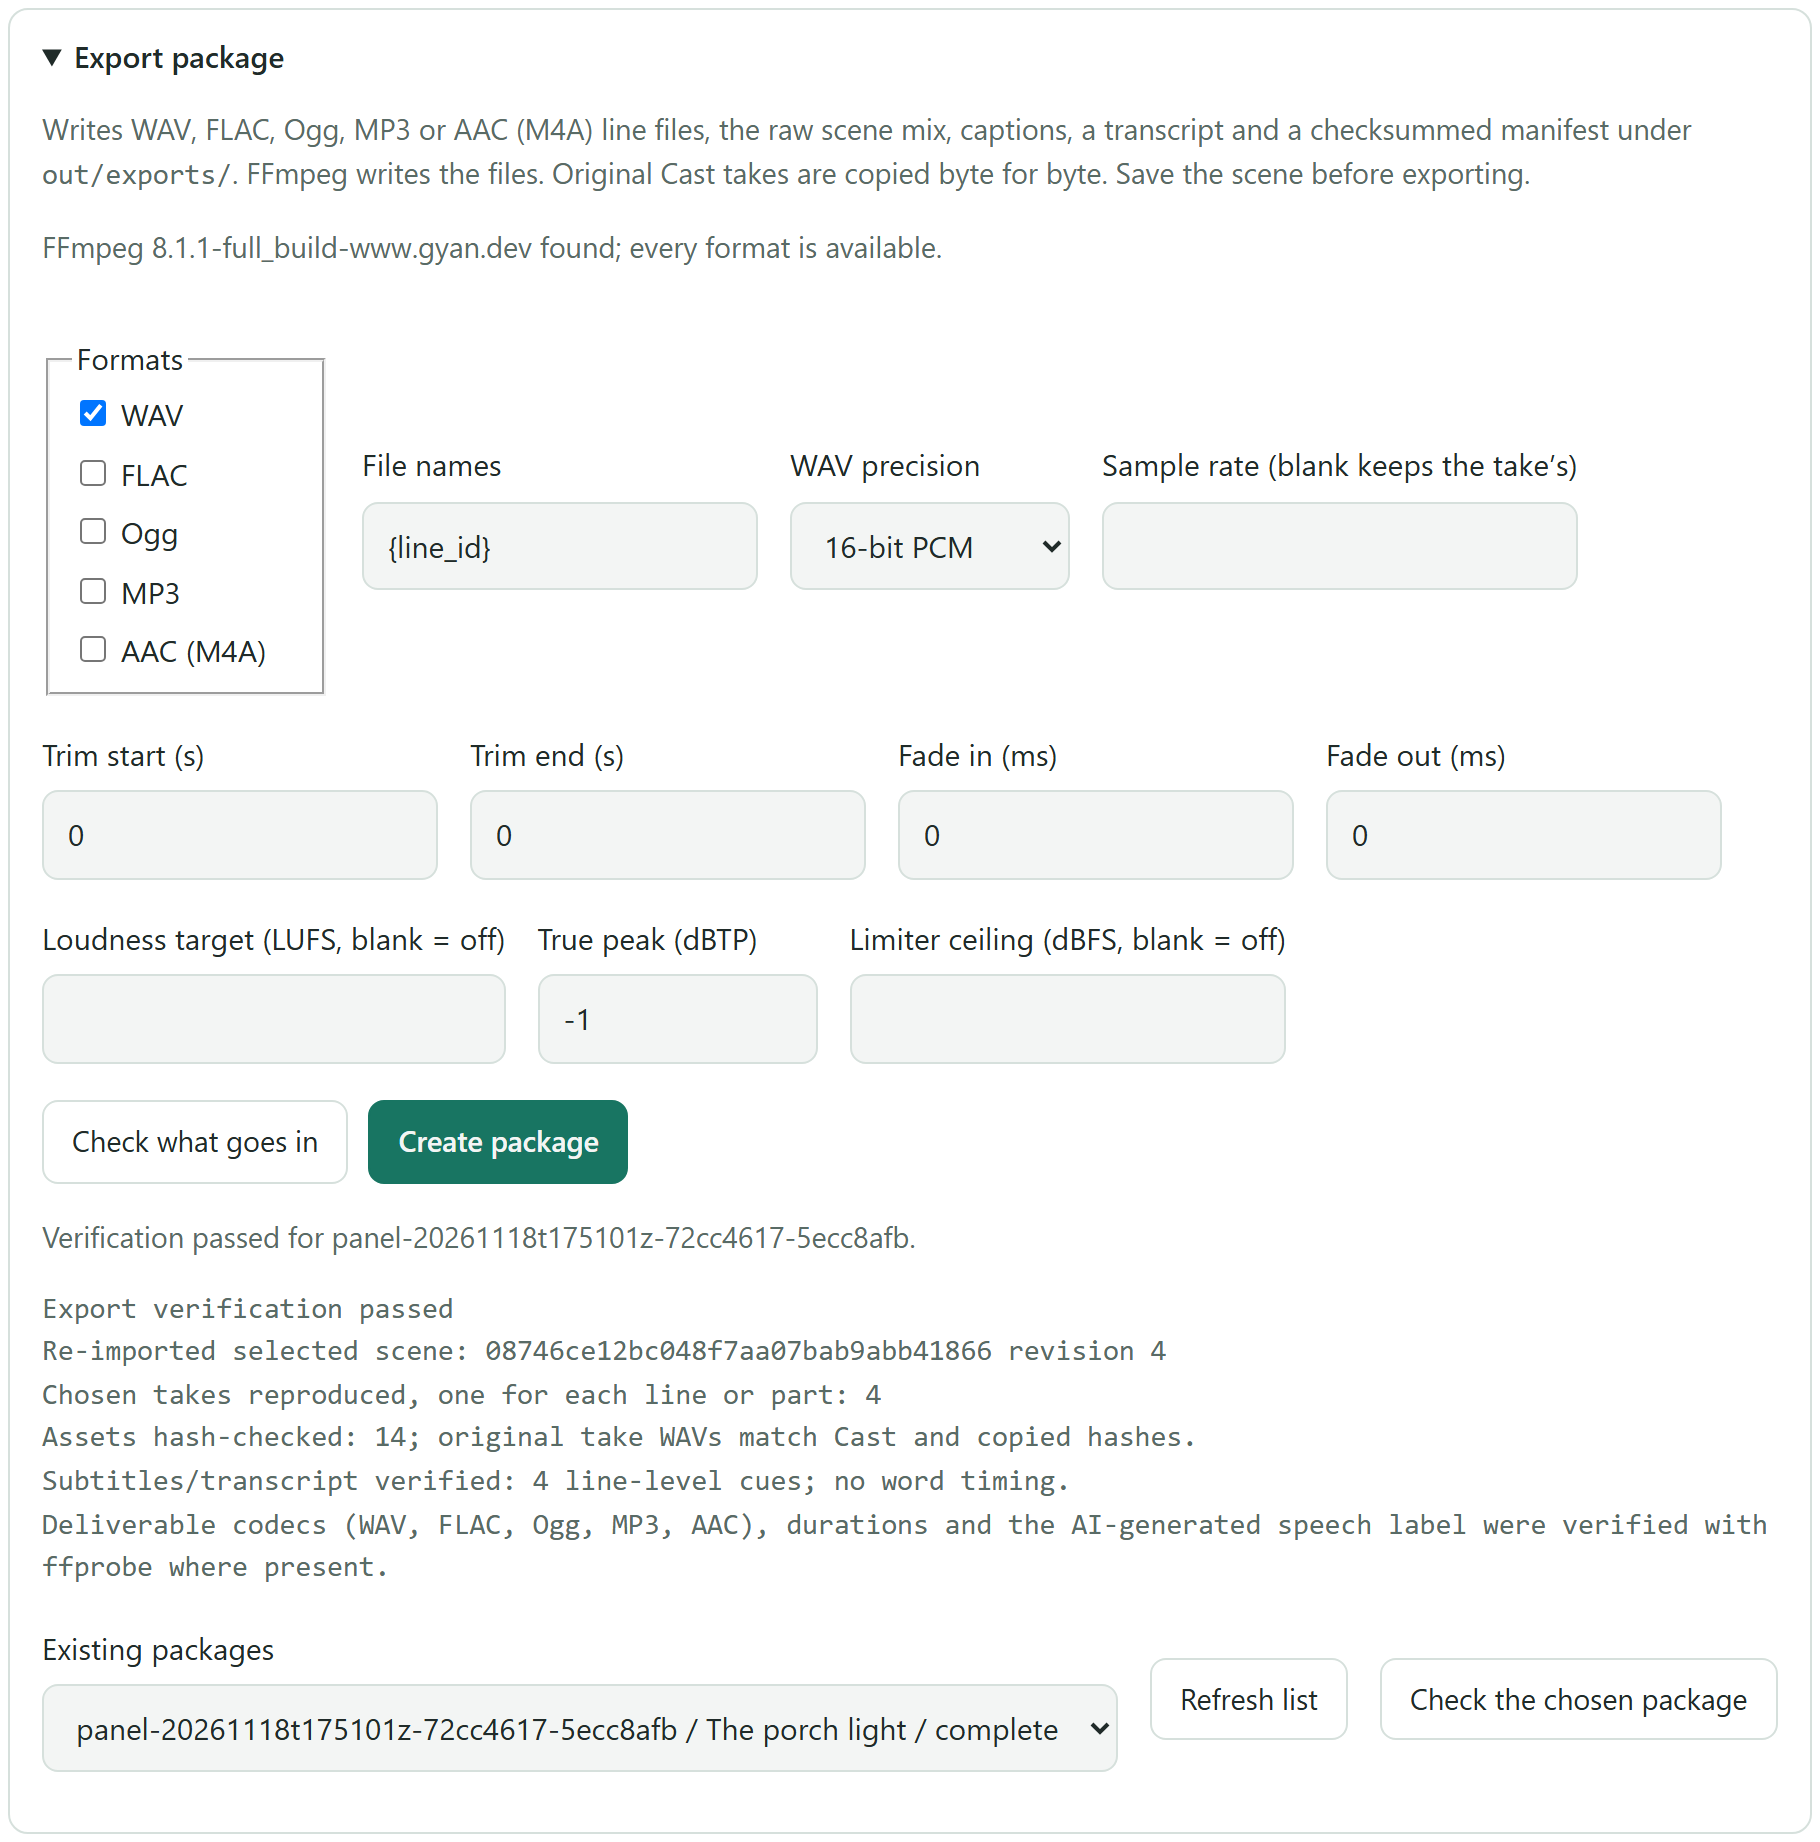 Export package
Writes WAV, FLAC, Ogg, MP3 or AAC (M4A) line files, the raw scene mix, captions, a transcript and a checksummed manifest under
out/exports/. FFmpeg writes the files. Original Cast takes are copied byte for byte. Save the scene before exporting.
FFmpeg 8.1.1-full_build-www.gyan.dev found; every format is available.
Formats
WAV
FLAC
Ogg
MP3
AAC (M4A)
File names
{line_id}
WAV precision
16-bit PCM
Sample rate (blank keeps the take’s)
Trim start (s)
0
Trim end (s)
0
Fade in (ms)
0
Fade out (ms)
0
Loudness target (LUFS, blank = off)
True peak (dBTP)
-1
Limiter ceiling (dBFS, blank = off)
Check what goes in
Create package
Verification passed for panel-20261118t175101z-72cc4617-5ecc8afb.
Export verification passed
Re-imported selected scene: 08746ce12bc048f7aa07bab9abb41866 revision 4
Chosen takes reproduced, one for each line or part: 4
Assets hash-checked: 14; original take WAVs match Cast and copied hashes.
Subtitles/transcript verified: 4 line-level cues; no word timing.
Deliverable codecs (WAV, FLAC, Ogg, MP3, AAC), durations and the AI-generated speech label were verified with
ffprobe where present.
Existing packages
panel-20261118t175101z-72cc4617-5ecc8afb / The porch light / complete
Refresh list
Check the chosen package